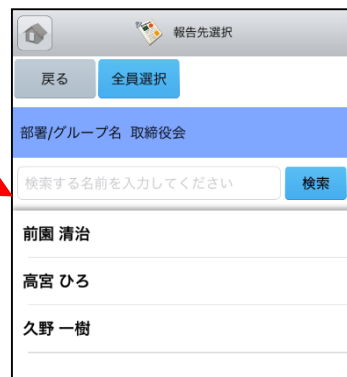 報告先選択
戻る 全員選択
部署/グループ名 取締役会
検索する名前を入力してください 検索
前園 清治
高宮 ひろ
久野 一樹